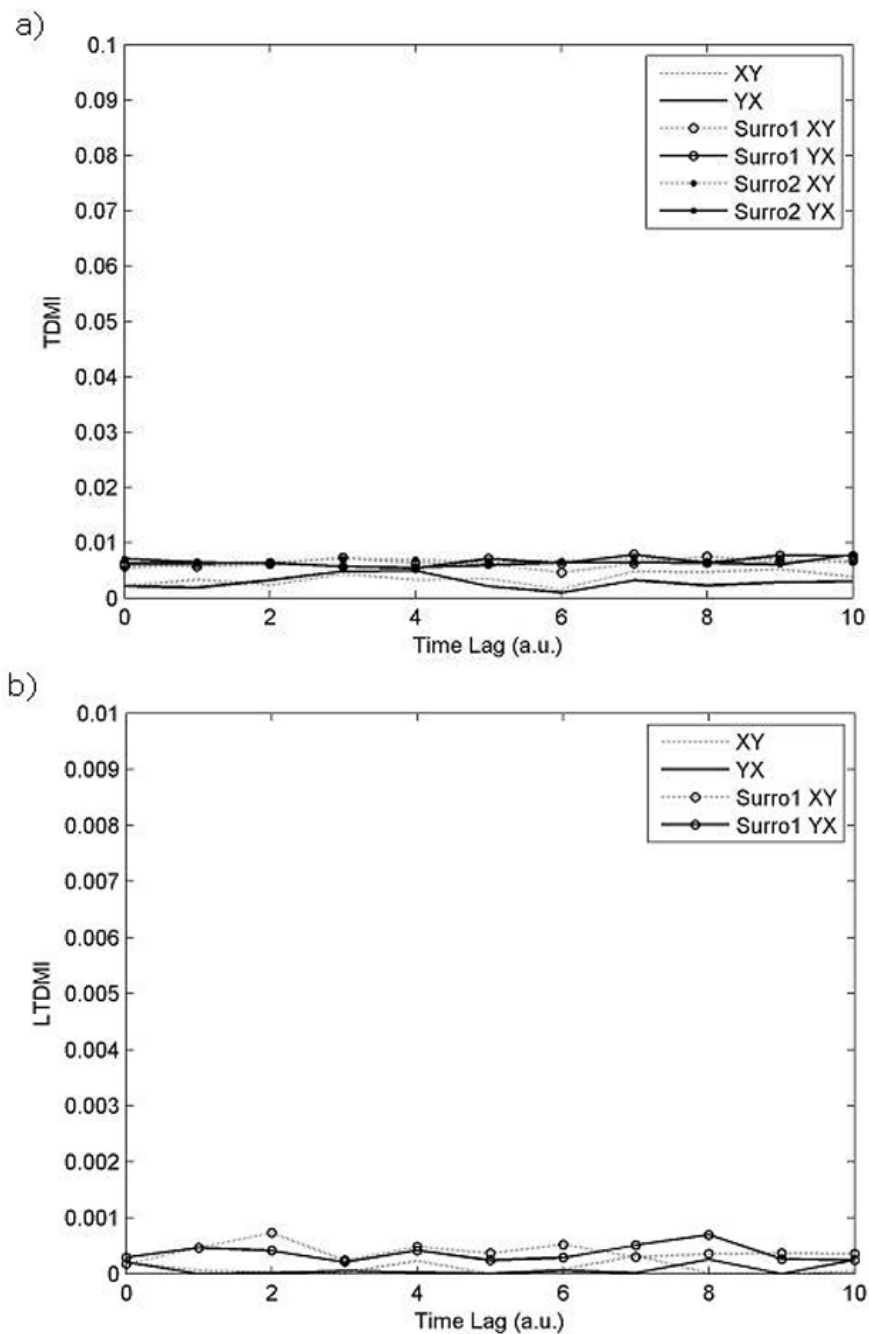 a)
0.1
0.09
0.08
0.07
0.06
0.05
0.04
0.03
0.02
0.01
0
TDMI
XY
YX
Surro1 XY
Surro1 YX
Surro2 XY
Surro2 YX
0 2 4 6 8 10
Time Lag (a.u.)
b)
0.01
0.009
0.008
0.007
0.006
0.005
0.004
0.003
0.002
0.001
0
LTDMI
XY
YX
Surro1 XY
Surro1 YX
0 2 4 6 8 10
Time Lag (a.u.)